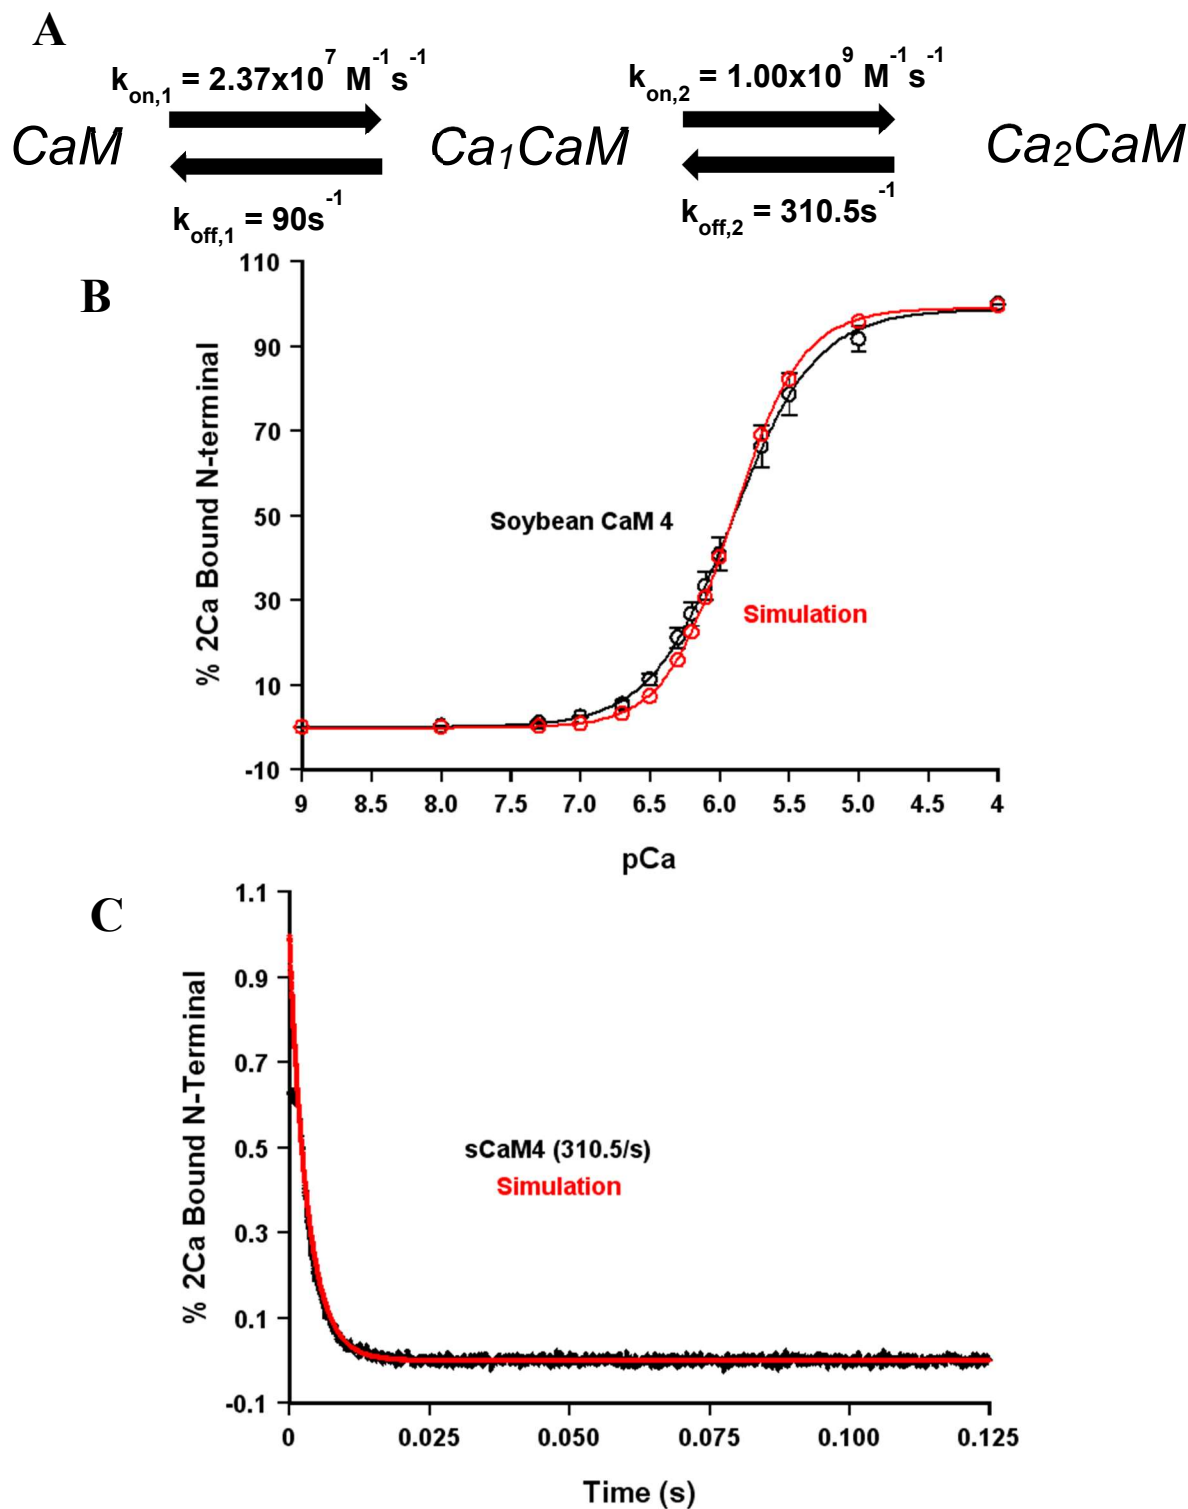 A
k_on,1 = 2.37x10^7 M^-1 s^-1
k_on,2 = 1.00x10^9 M^-1 s^-1
CaM
Ca₁CaM
Ca₂CaM
k_off,1 = 90s^-1
k_off,2 = 310.5s^-1
B
110
90
70
50
30
10
-10
% 2Ca Bound N-terminal
Soybean CaM 4
Simulation
9 8.5 8.0 7.5 7.0 6.5 6.0 5.5 5.0 4.5 4
pCa
C
1.1
0.9
0.7
0.5
0.3
0.1
-0.1
% 2Ca Bound N-Terminal
sCaM4 (310.5/s)
Simulation
0 0.025 0.050 0.075 0.100 0.125
Time (s)